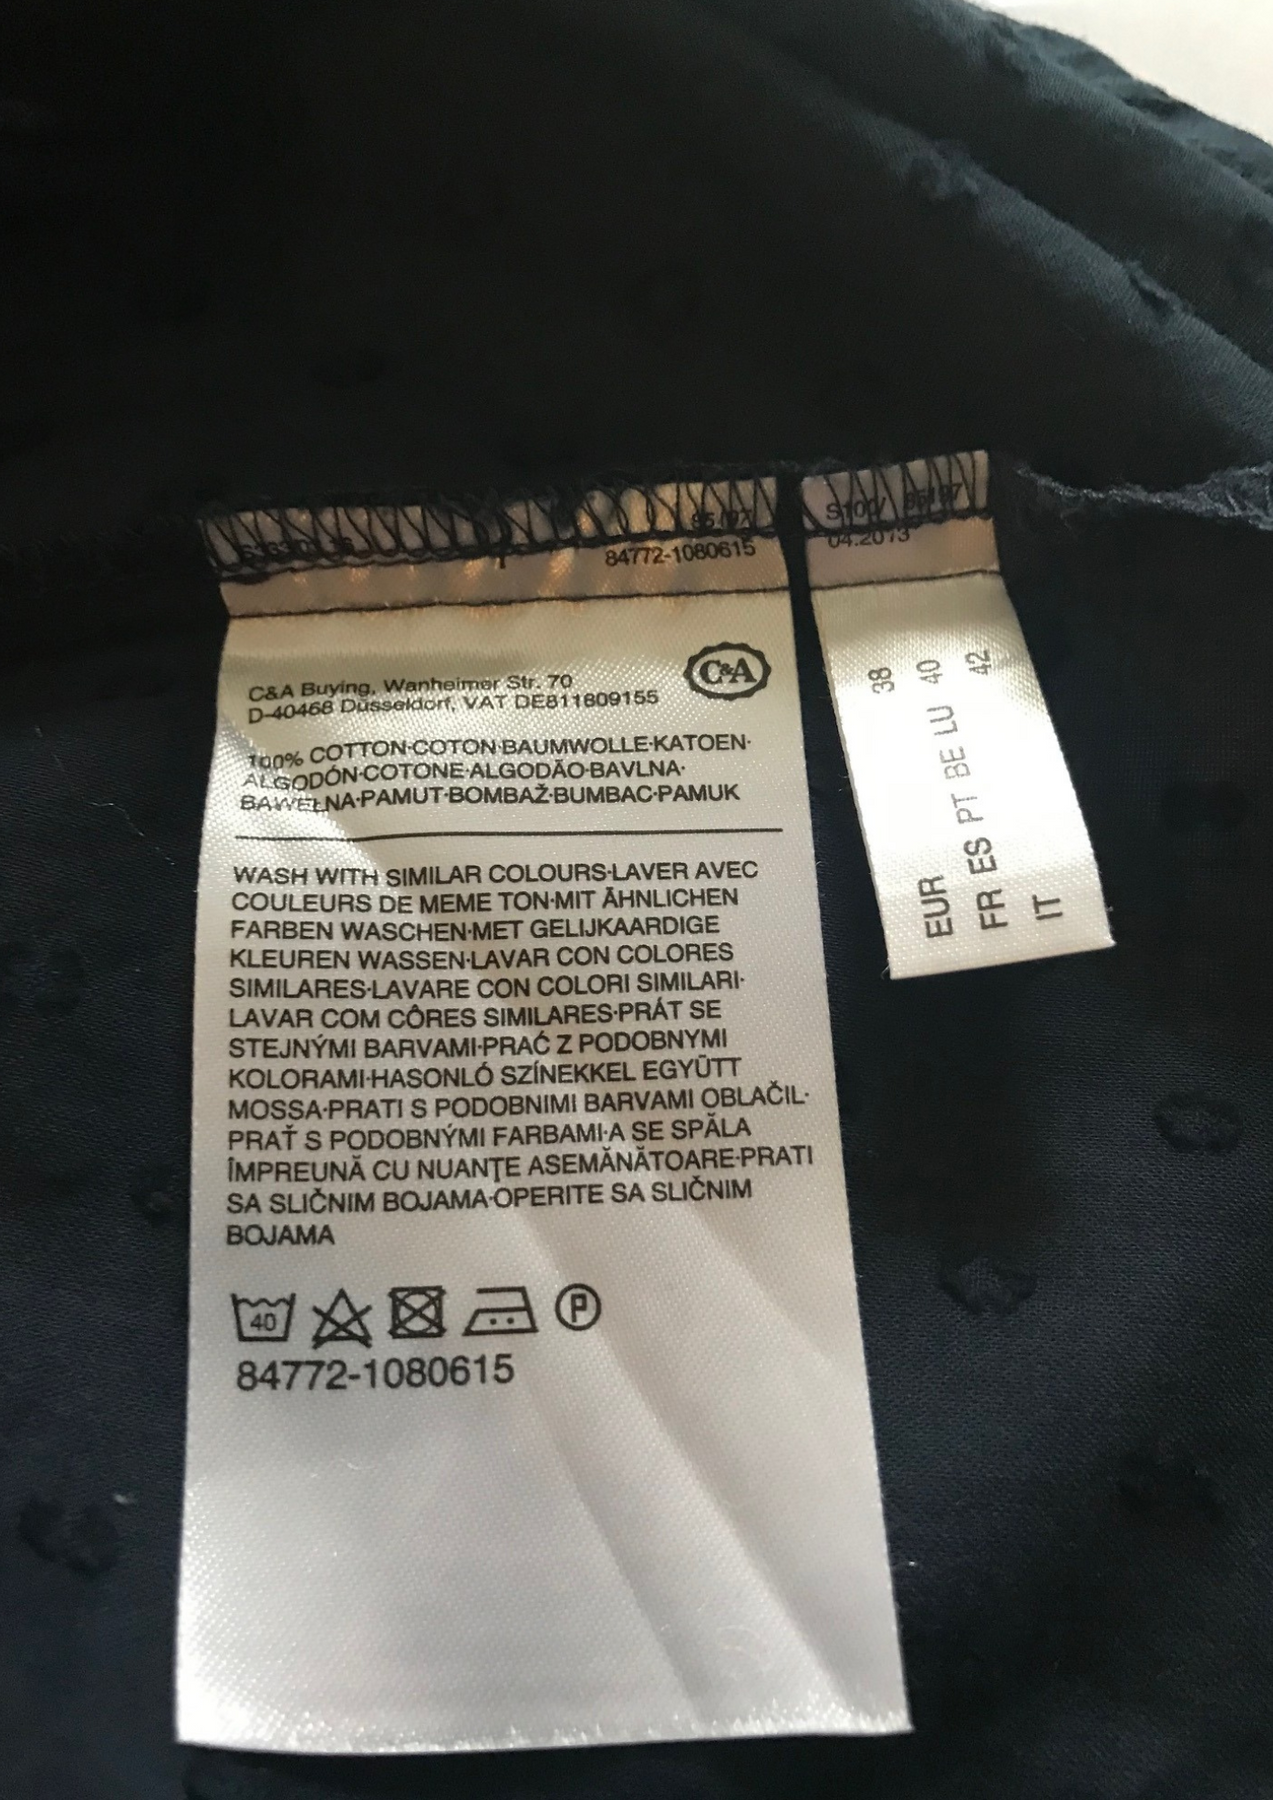 84772-1080615
C&A
C&A Buying, Wanheimer Str. 70
D-40468 Düsseldorf, VAT DE811809155
100% COTTON·COTON·BAUMWOLLE·KATOEN·
ALGODÓN·COTONE·ALGODÃO·BAVLNA·
BAWEŁNA·PAMUT·BOMBAŽ·BUMBAC·PAMUK
WASH WITH SIMILAR COLOURS·LAVER AVEC
COULEURS DE MEME TON·MIT ÄHNLICHEN
FARBEN WASCHEN·MET GELIJKAARDIGE
KLEUREN WASSEN·LAVAR CON COLORES
SIMILARES·LAVARE CON COLORI SIMILARI·
LAVAR COM CÔRES SIMILARES·PRÁT SE
STEJNÝMI BARVAMI·PRAĆ Z PODOBNYMI
KOLORAMI·HASONLÓ SZÍNEKKEL EGYÜTT
MOSSA·PRATI S PODOBNIMI BARVAMI OBLAČIL·
PRAŤ S PODOBNÝMI FARBAMI·A SE SPĂLA
ÎMPREUNĂ CU NUANŢE ASEMĂNĂTOARE·PRATI
SA SLIČNIM BOJAMA·OPERITE SA SLIČNIM
BOJAMA
40 P
84772-1080615
S100/
04.2013
EUR 38
FR ES PT BE LU 40
IT 42